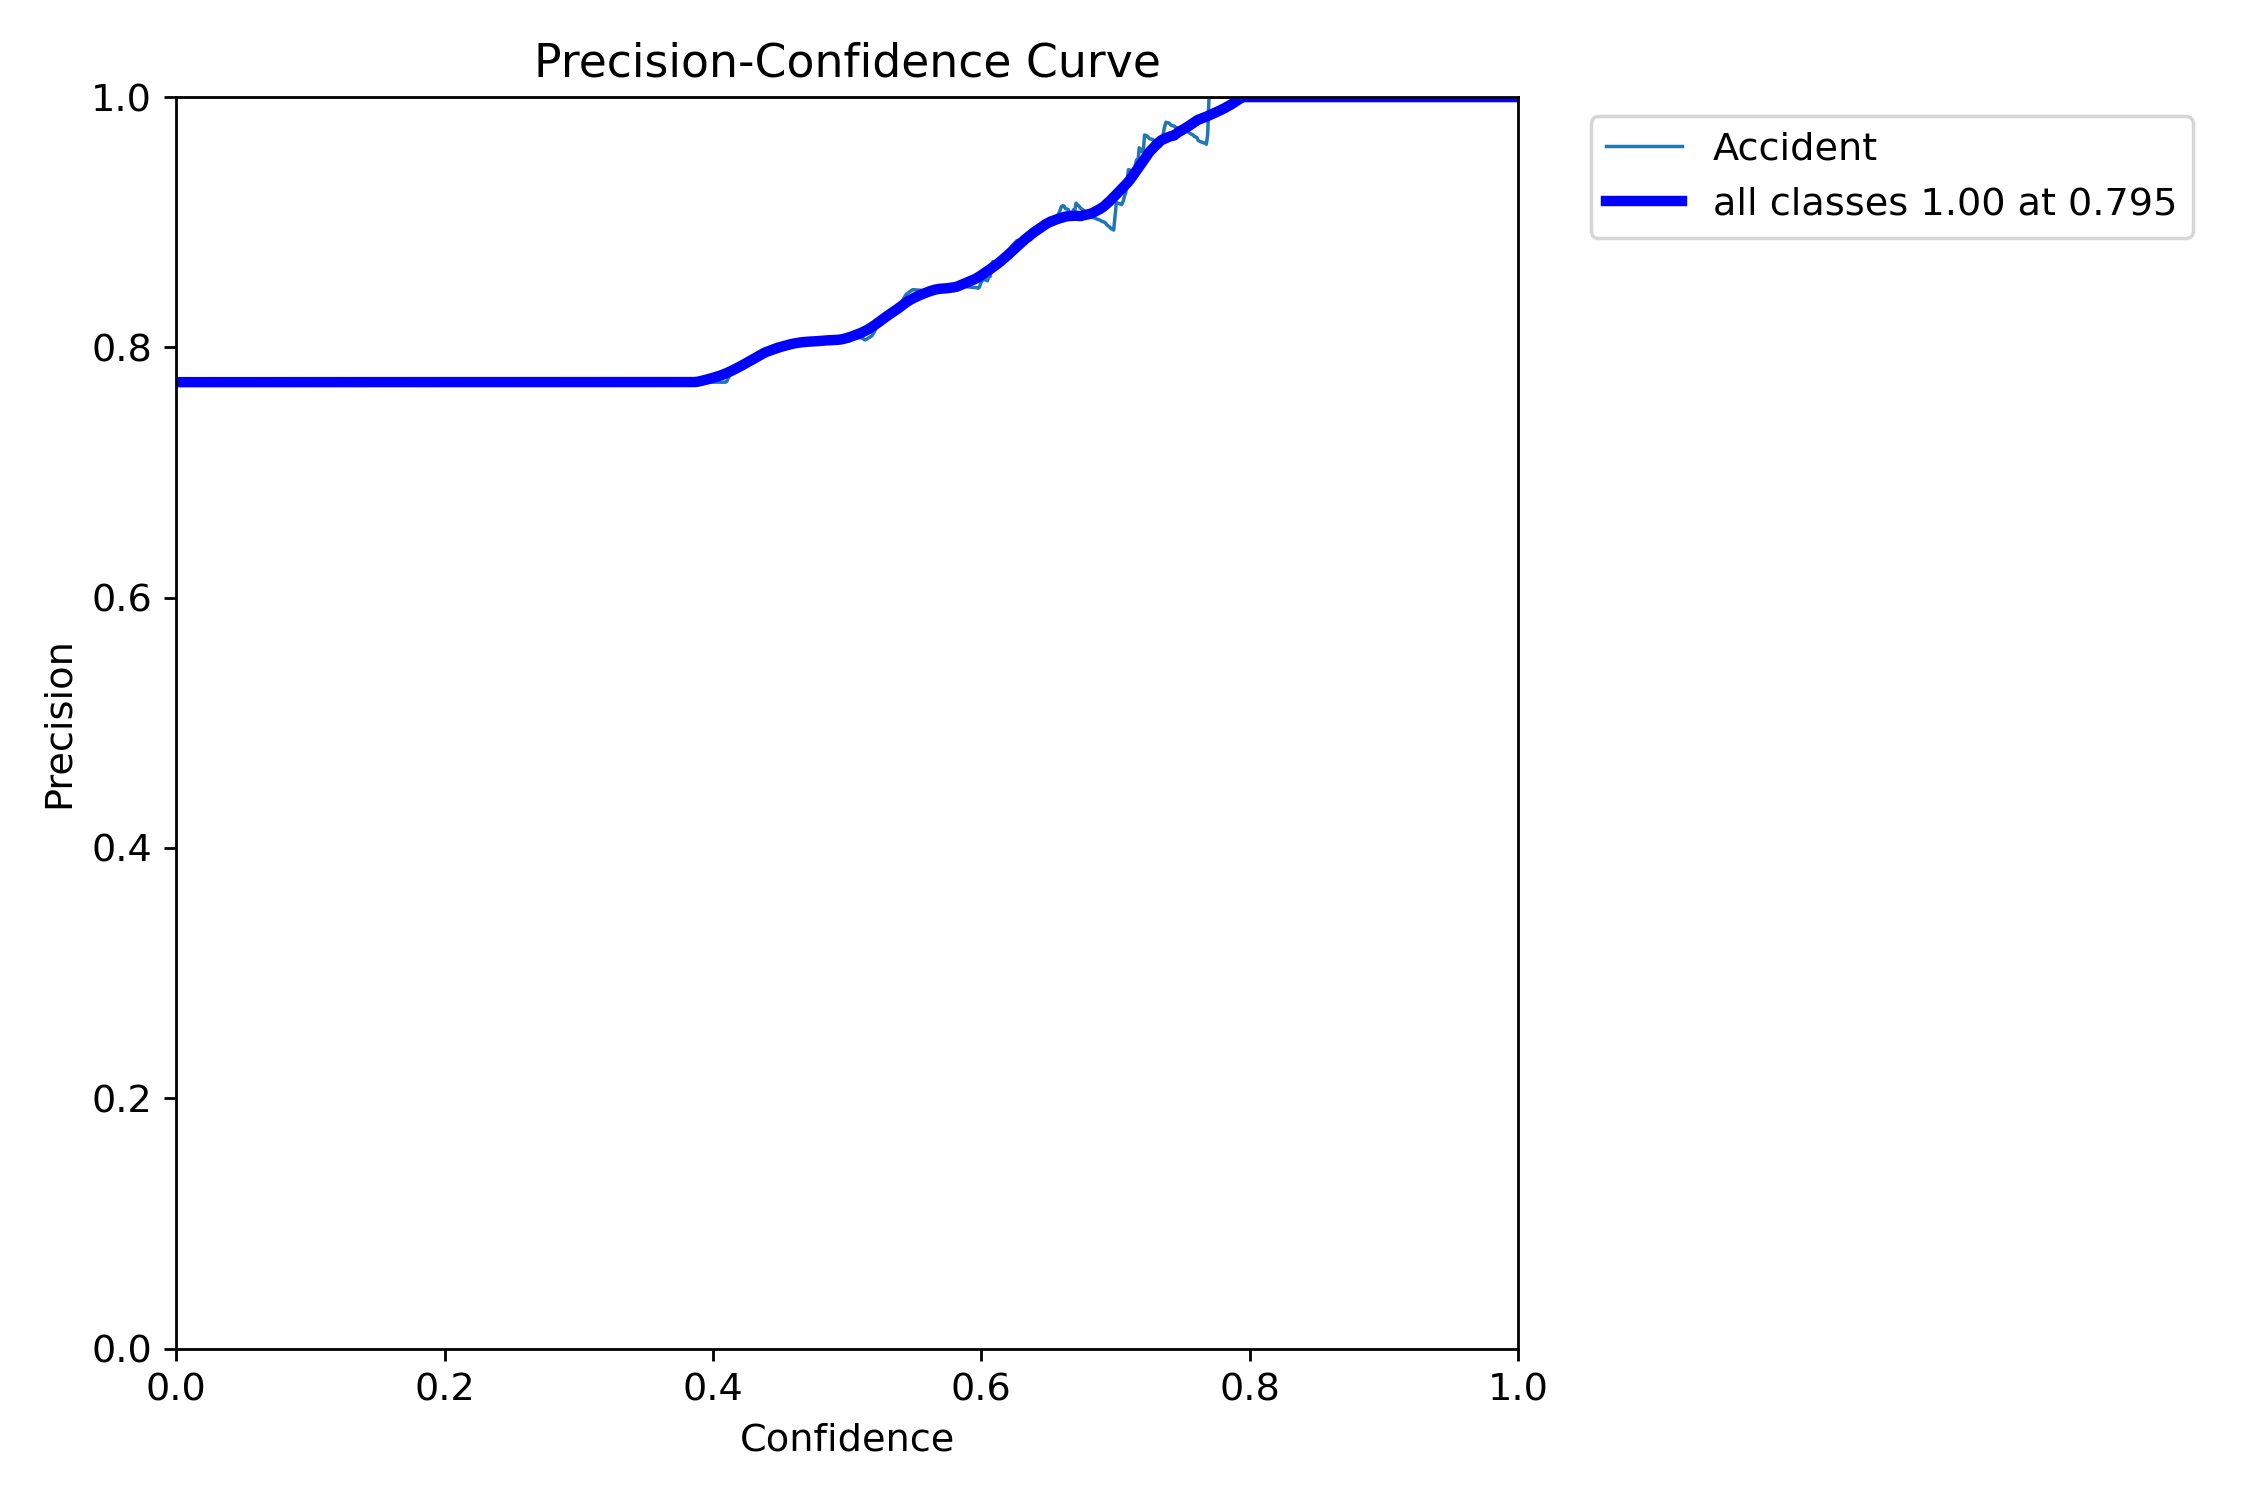 Precision-Confidence Curve
1.0
0.8
0.6
0.4
0.2
0.0
Precision
0.0 0.2 0.4 0.6 0.8 1.0
Confidence
Accident
all classes 1.00 at 0.795